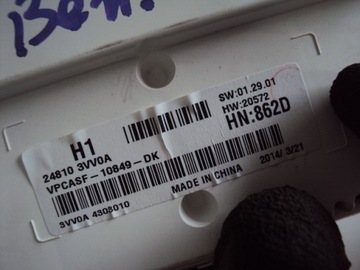 H1
24810 3VV0A
VPCASF-10849-DK
SW:01.29.01
HW:20572
HN:862D
2014/3/21
MADE IN CHINA
3VV0A 4308010